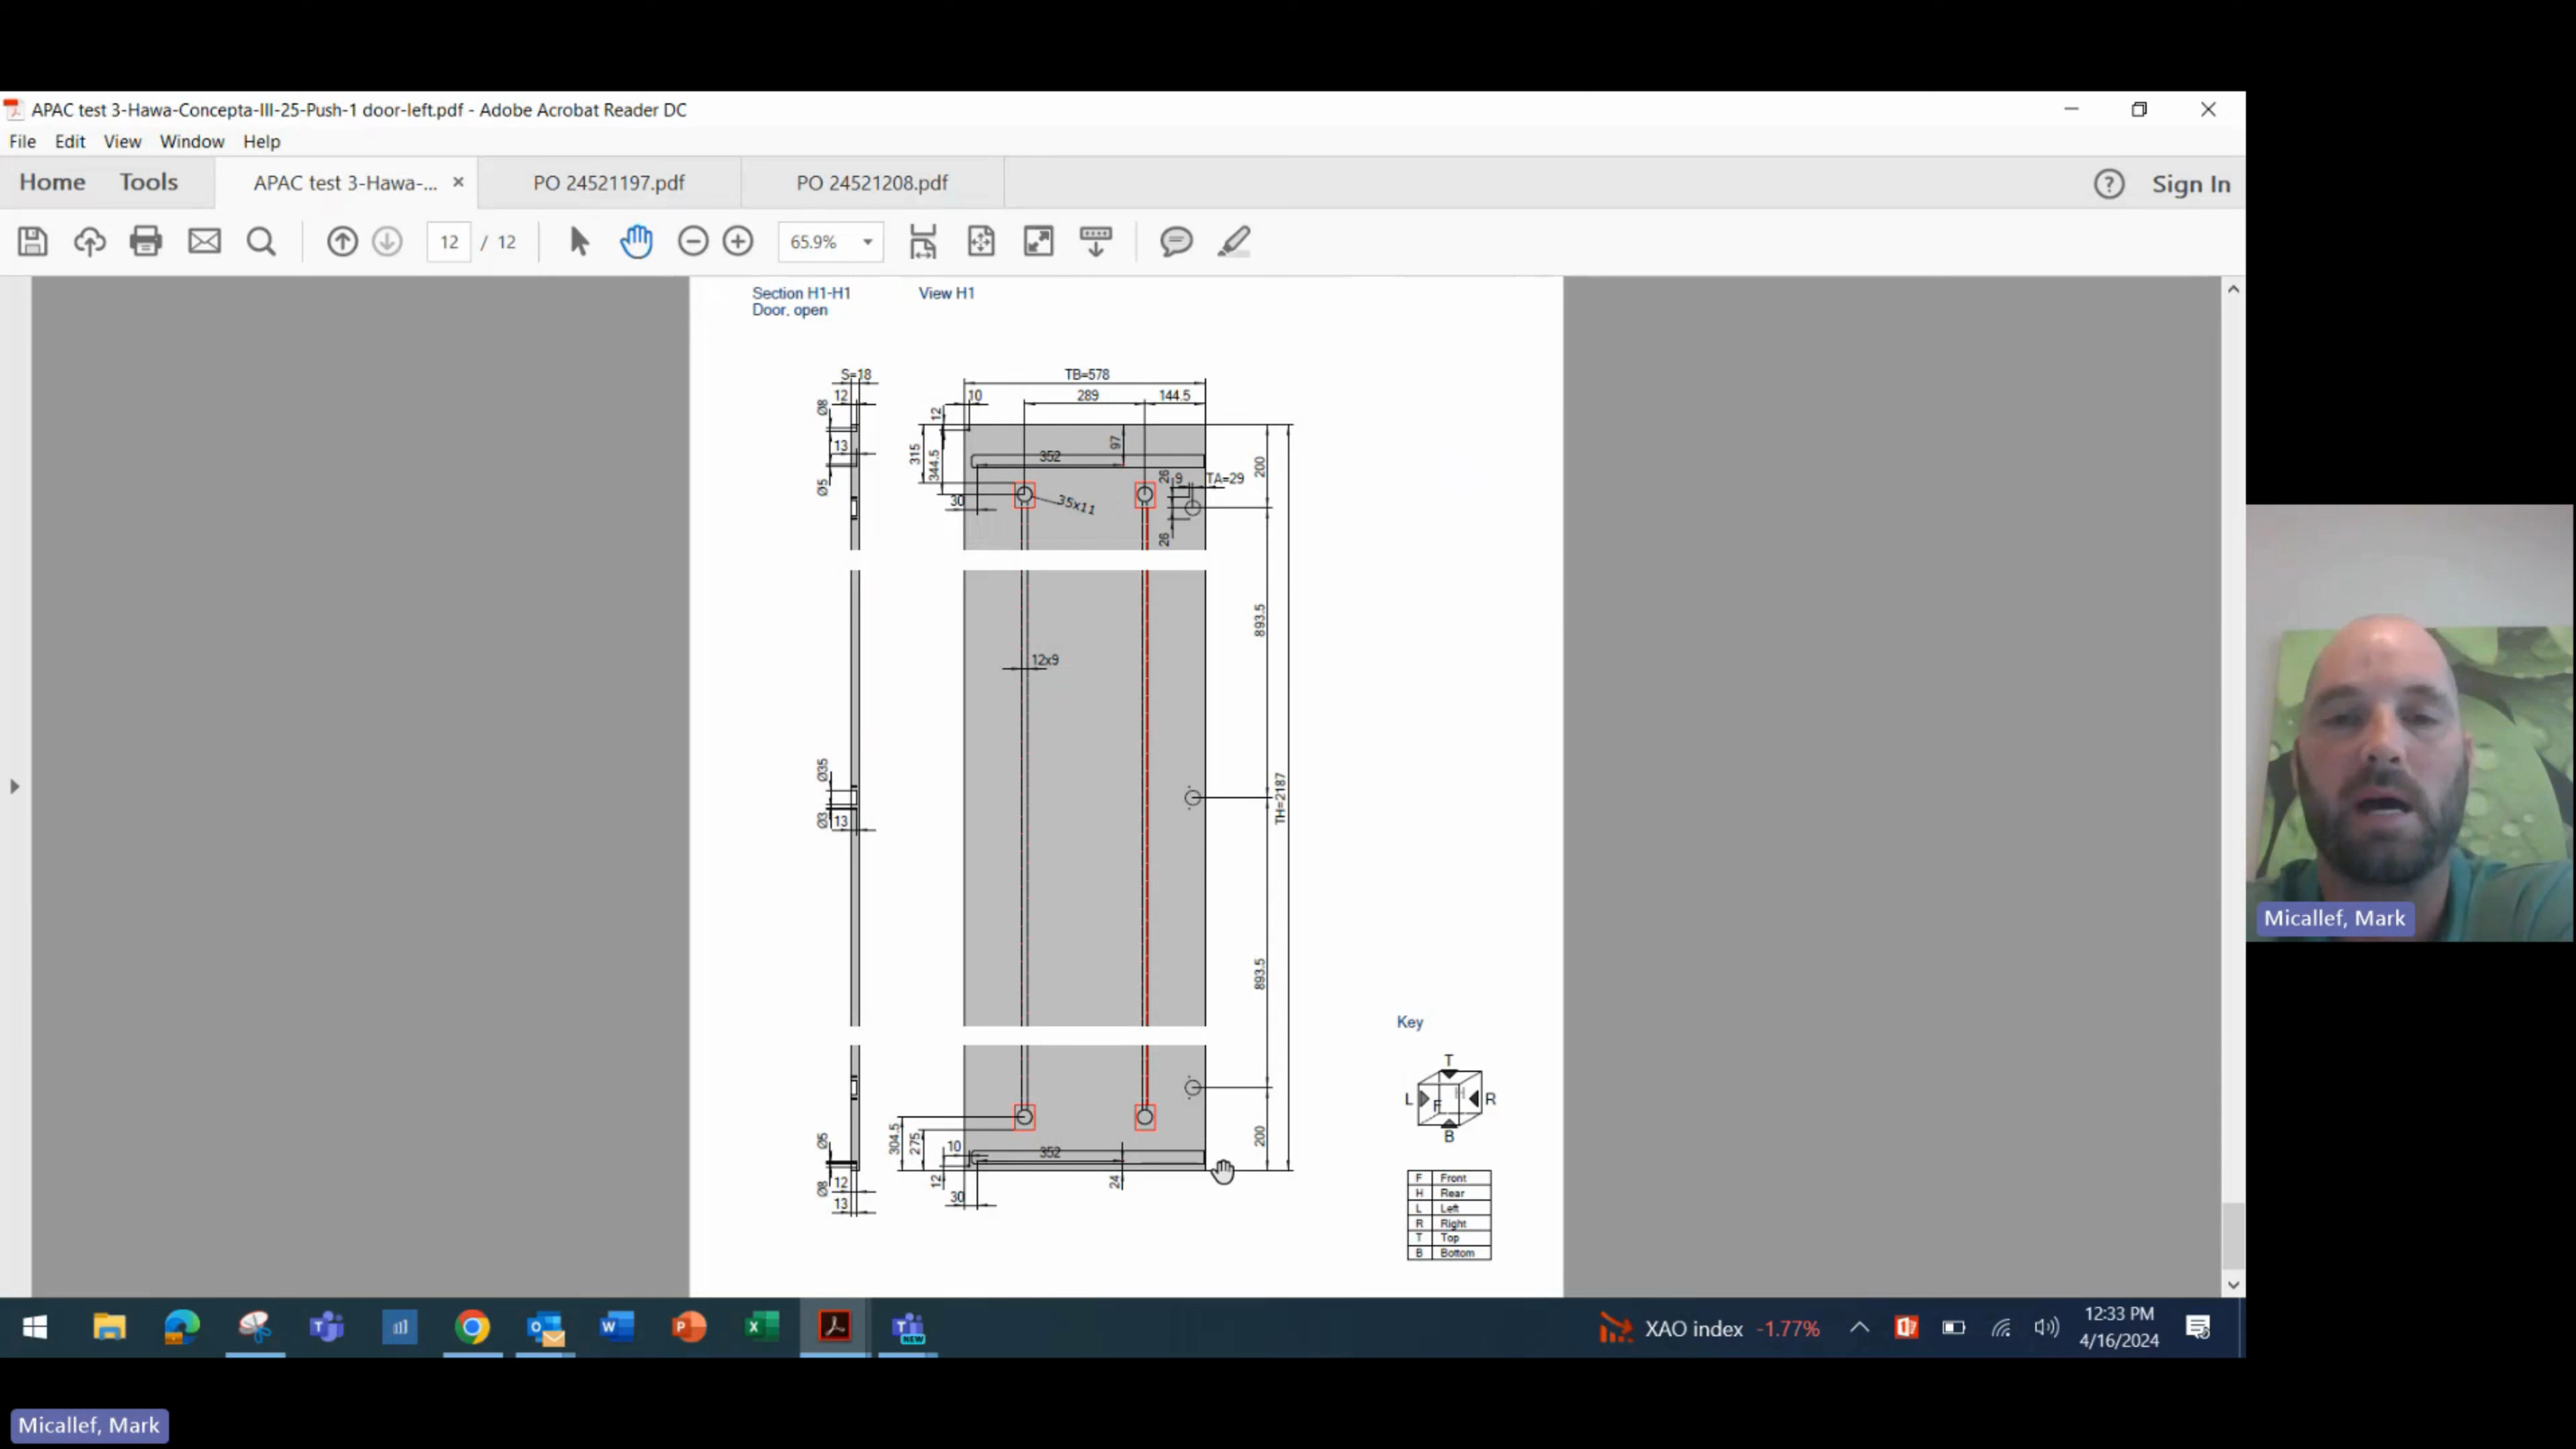 APAC test 3-Hawa-Concepta-III-25-Push-1 door-left.pdf - Adobe Acrobat Reader DC
File Edit View Window Help
Home Tools APAC test 3-Hawa-... × PO 24521197.pdf PO 24521208.pdf ? Sign In
12 / 12 65.9%
Section H1-H1
Door, open
View H1
S=18
TB=578
12
10
289
144.5
Ø8
12
13
315
344.5
97
352
200
26
9
TA=29
Ø5
30
35x11
26
893.5
12x9
Ø35
TH=2187
Ø3
13
893.5
Key
T
L
F
H
R
B
304.5
275
10
352
200
Ø5
12
Ø8
12
24
30
13
F Front
H Rear
L Left
R Right
T Top
B Bottom
Micallef, Mark
NEW
XAO index -1.77%
12:33 PM
4/16/2024
Micallef, Mark